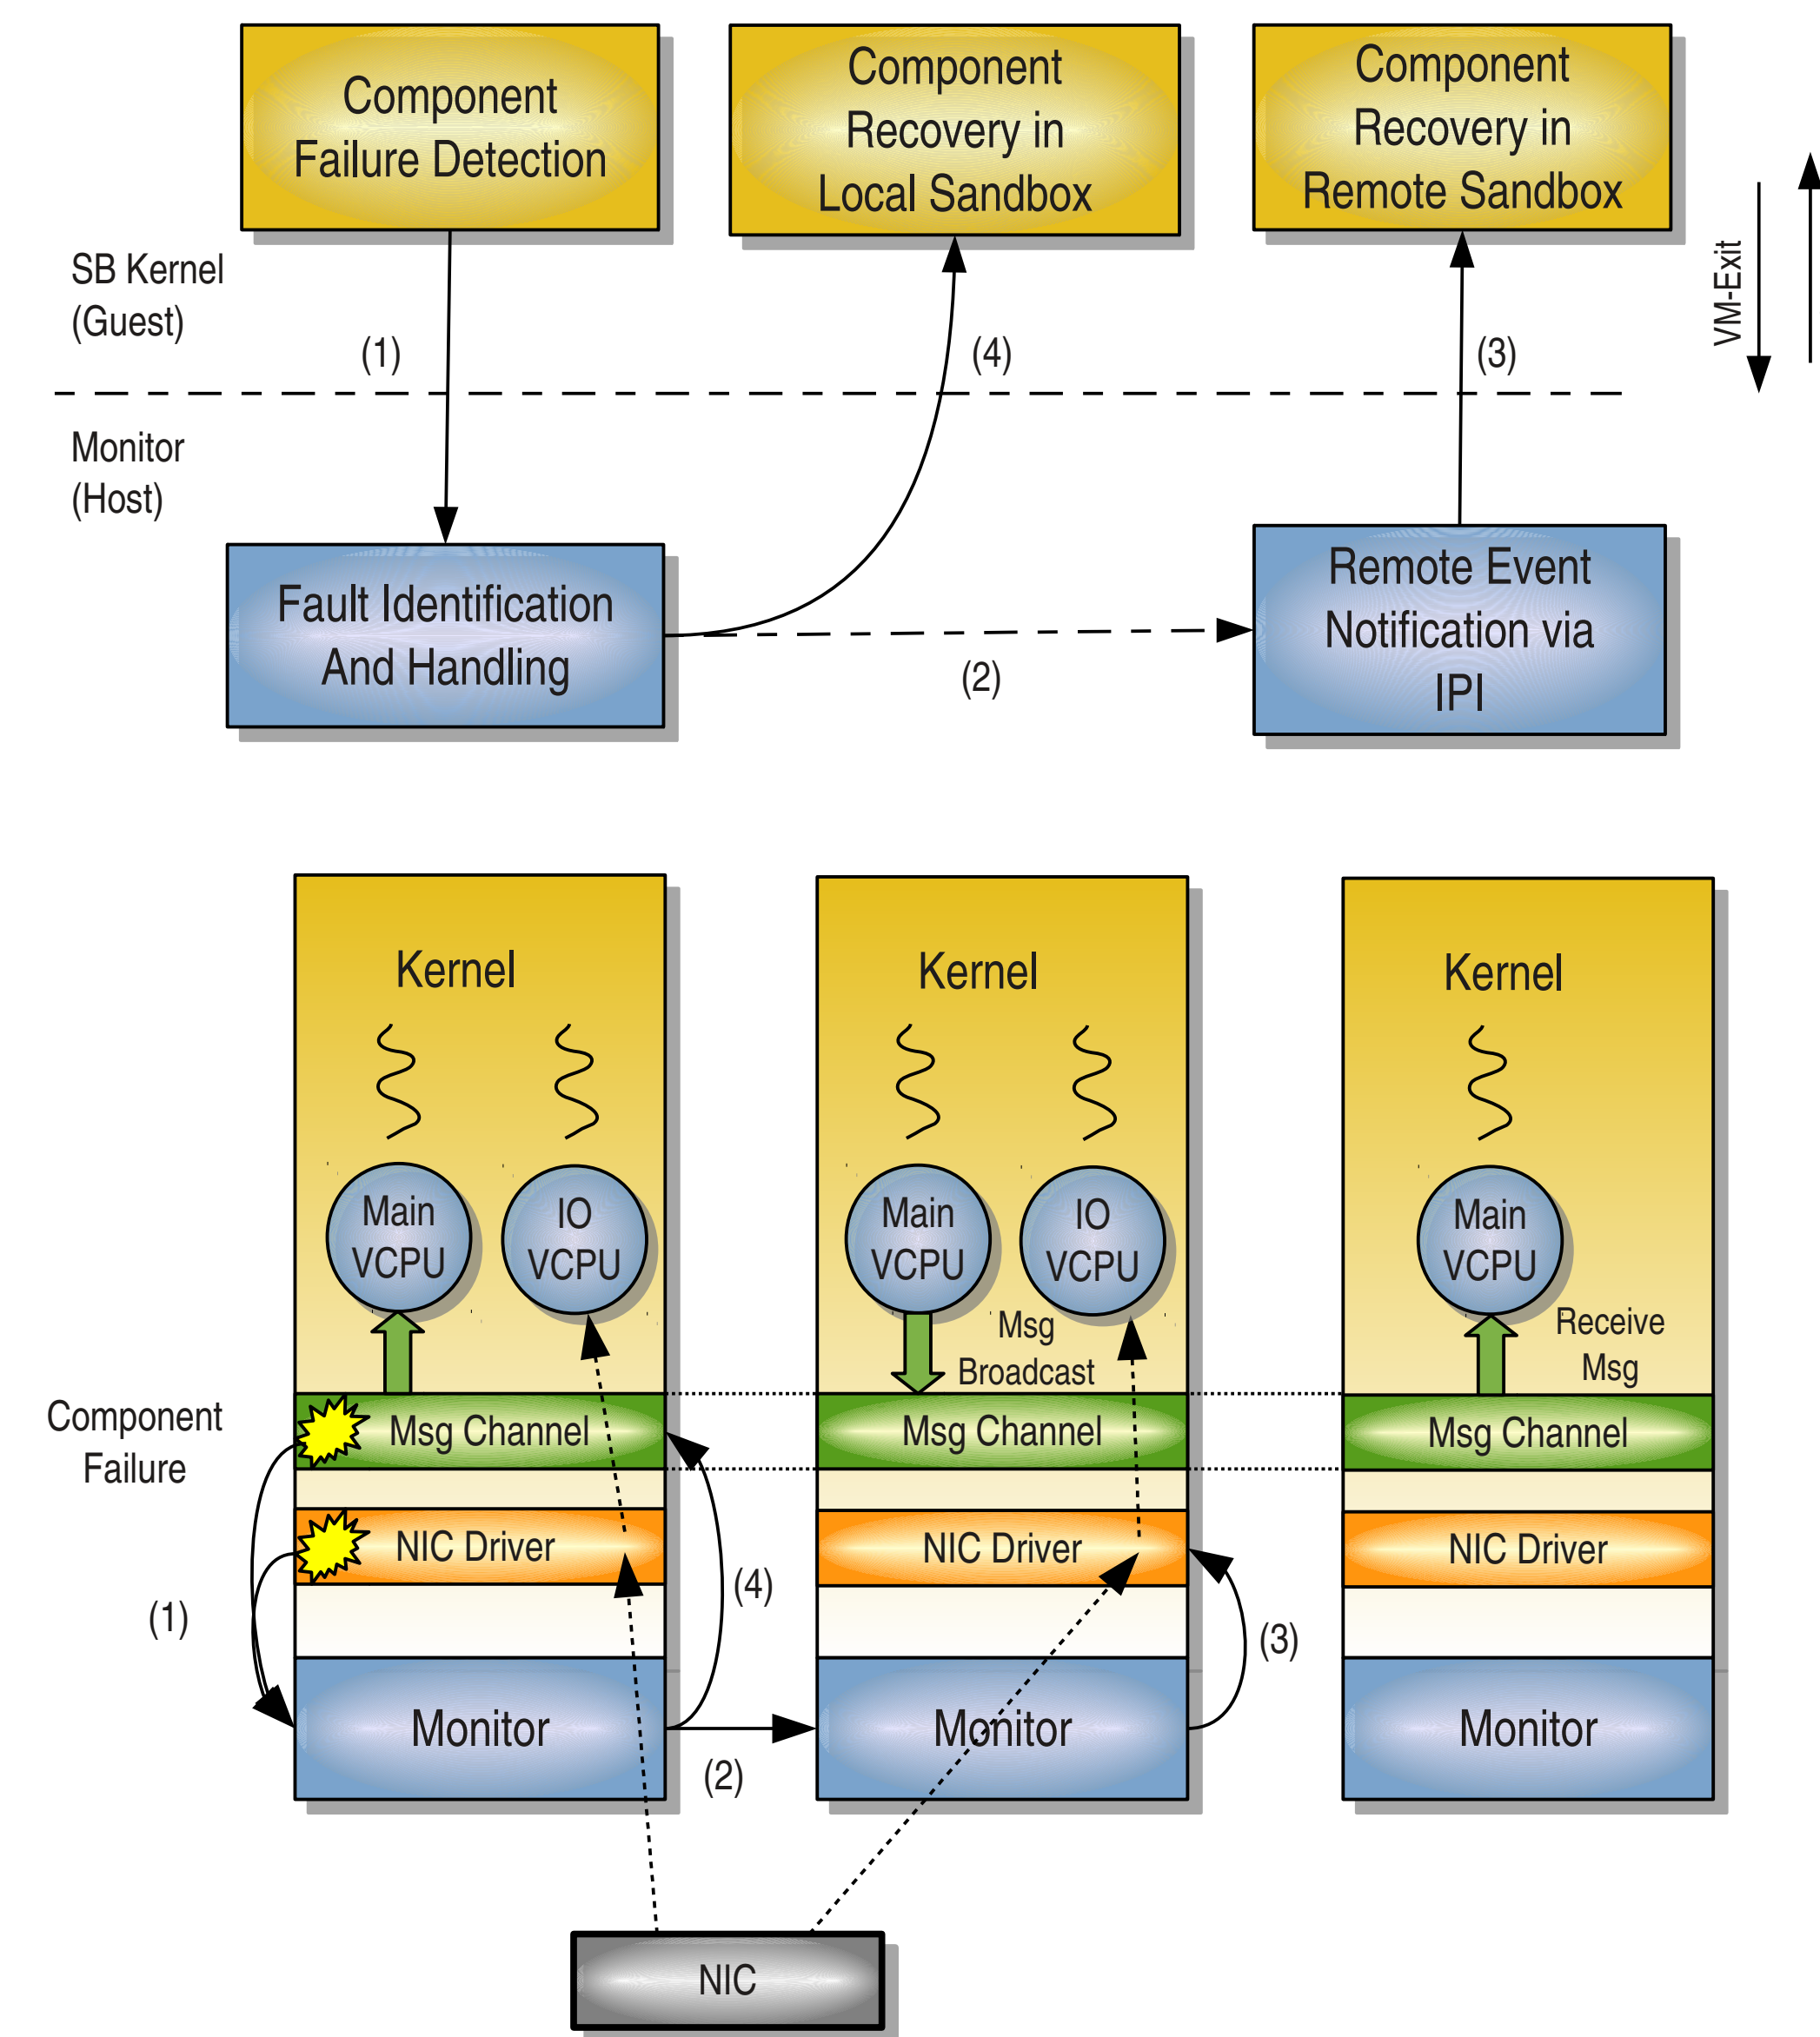 Component
Failure Detection
Component
Recovery in
Local Sandbox
Component
Recovery in
Remote Sandbox
SB Kernel
(Guest)
VM-Exit
(1)
(4)
(3)
Monitor
(Host)
Fault Identification
And Handling
(2)
Remote Event
Notification via
IPI
Kernel
Kernel
Kernel
Main
VCPU
IO
VCPU
Main
VCPU
IO
VCPU
Main
VCPU
Msg
Broadcast
Receive
Msg
Component
Failure
Msg Channel
Msg Channel
Msg Channel
NIC Driver
NIC Driver
NIC Driver
(1)
(4)
(3)
Monitor
Monitor
Monitor
(2)
NIC